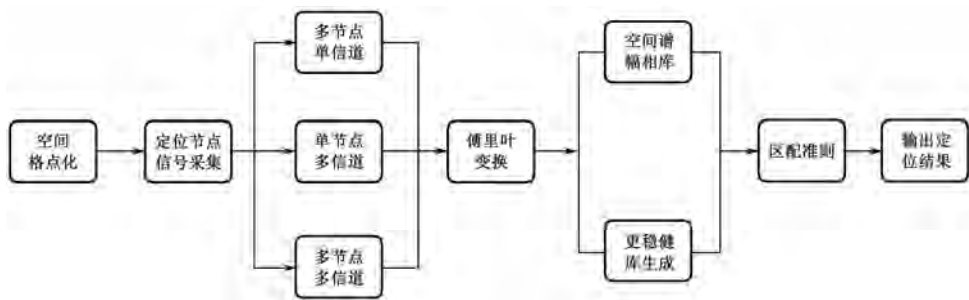 多节点
单信道
空间谱
幅相库
空间
格点化
定位节点
信号采集
单节点
多信道
傅里叶
变换
区配准则
输出定
位结果
多节点
多信道
更稳健
库生成